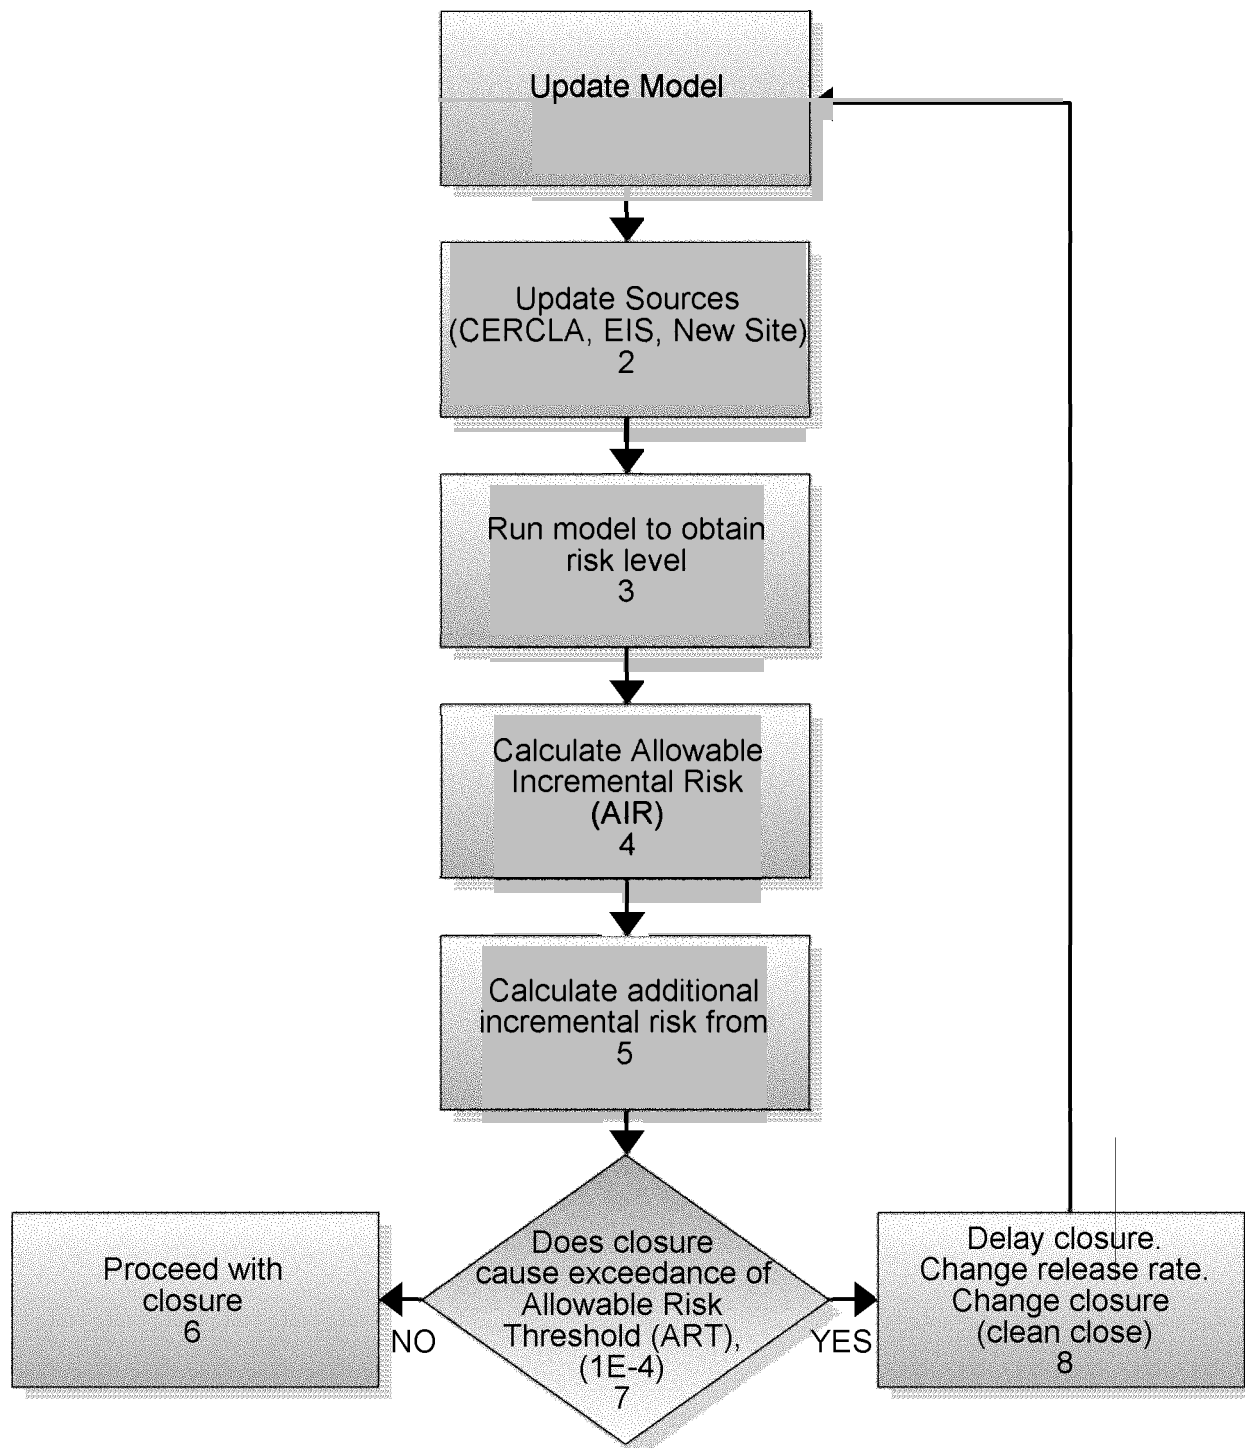 Update Model
Update Sources
(CERCLA, EIS, New Site)
2
Run model to obtain
risk level
3
Calculate Allowable
Incremental Risk
(AIR)
4
Calculate additional
incremental risk from
5
Does closure
cause exceedance of
Allowable Risk
Threshold (ART),
(1E-4)
7
NO
YES
Proceed with
closure
6
Delay closure.
Change release rate.
Change closure
(clean close)
8